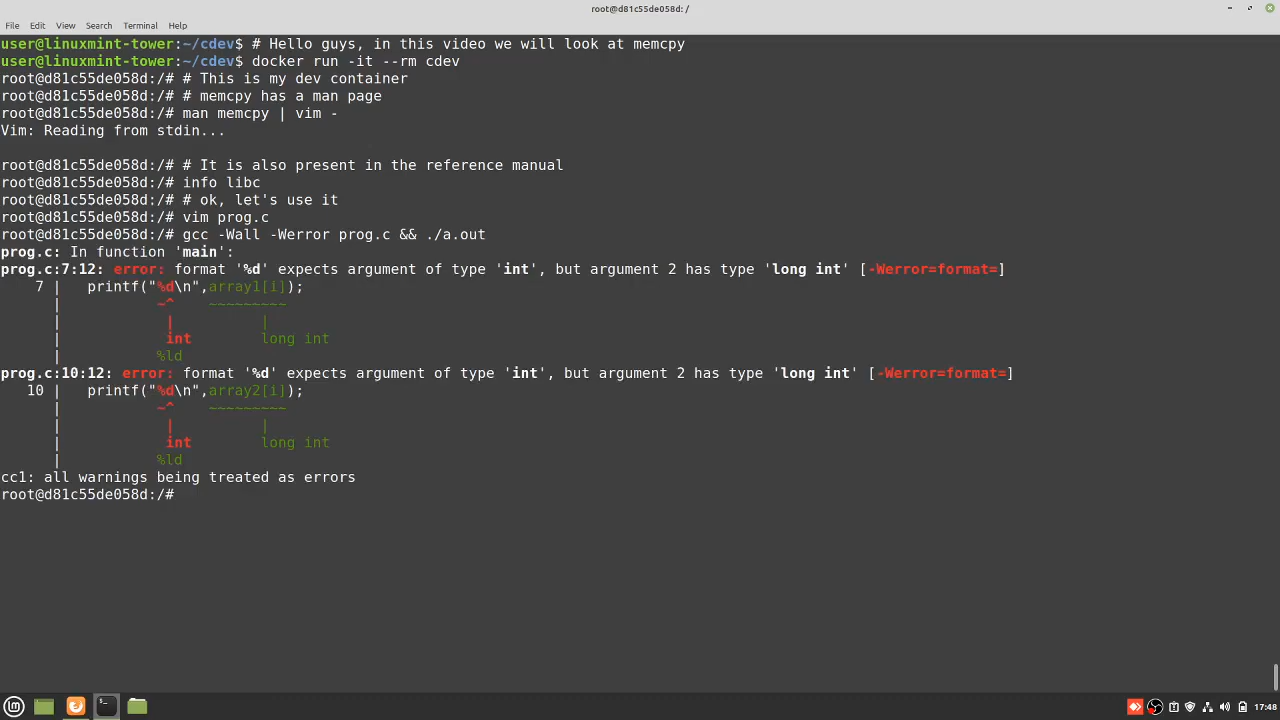 root@d81c55de058d: /
File Edit View Search Terminal Help
user@linuxmint-tower:~/cdev$ # Hello guys, in this video we will look at memcpy
user@linuxmint-tower:~/cdev$ docker run -it --rm cdev
root@d81c55de058d:/# # This is my dev container
root@d81c55de058d:/# # memcpy has a man page
root@d81c55de058d:/# man memcpy | vim -
Vim: Reading from stdin...
root@d81c55de058d:/# # It is also present in the reference manual
root@d81c55de058d:/# info libc
root@d81c55de058d:/# # ok, let's use it
root@d81c55de058d:/# vim prog.c
root@d81c55de058d:/# gcc -Wall -Werror prog.c && ./a.out
prog.c: In function 'main':
prog.c:7:12: error: format '%d' expects argument of type 'int', but argument 2 has type 'long int' [-Werror=format=]
    7 |   printf("%d\n",array1[i]);
      |           ~^    ~~~~~~~~~
      |            |          |
      |            int        long int
      |           %ld
prog.c:10:12: error: format '%d' expects argument of type 'int', but argument 2 has type 'long int' [-Werror=format=]
   10 |   printf("%d\n",array2[i]);
      |           ~^    ~~~~~~~~~
      |            |          |
      |            int        long int
      |           %ld
cc1: all warnings being treated as errors
root@d81c55de058d:/#
17:48